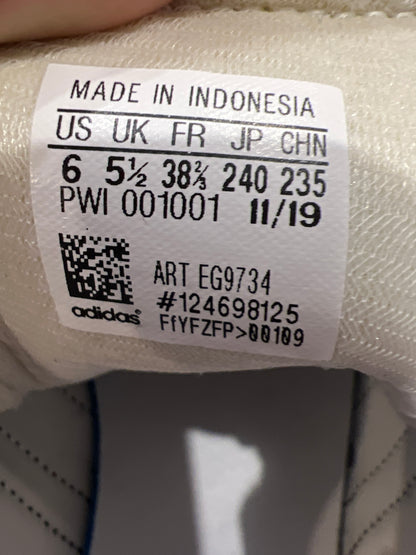 MADE IN INDONESIA
US UK FR JP CHN
6 5½ 38⅔ 240 235
PWI 001001 11/19
ART EG9734
#124698125
adidas FfYFZFP>00109